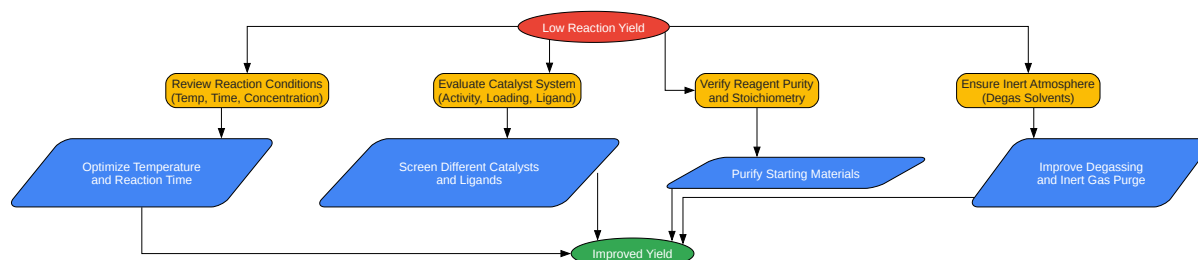 Low Reaction Yield
Review Reaction Conditions
(Temp, Time, Concentration)
Evaluate Catalyst System
(Activity, Loading, Ligand)
Verify Reagent Purity
and Stoichiometry
Ensure Inert Atmosphere
(Degas Solvents)
Optimize Temperature
and Reaction Time
Screen Different Catalysts
and Ligands
Purify Starting Materials
Improve Degassing
and Inert Gas Purge
Improved Yield